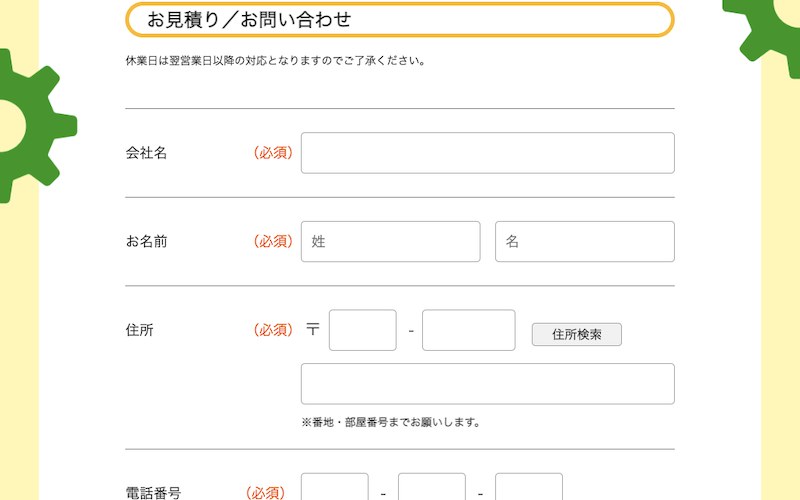 お見積り／お問い合わせ
休業日は翌営業日以降の対応となりますのでご了承ください。
会社名 （必須）
お名前 （必須） 姓 名
住所 （必須） 〒 - 住所検索
※番地・部屋番号までお願いします。
電話番号 （必須） - -